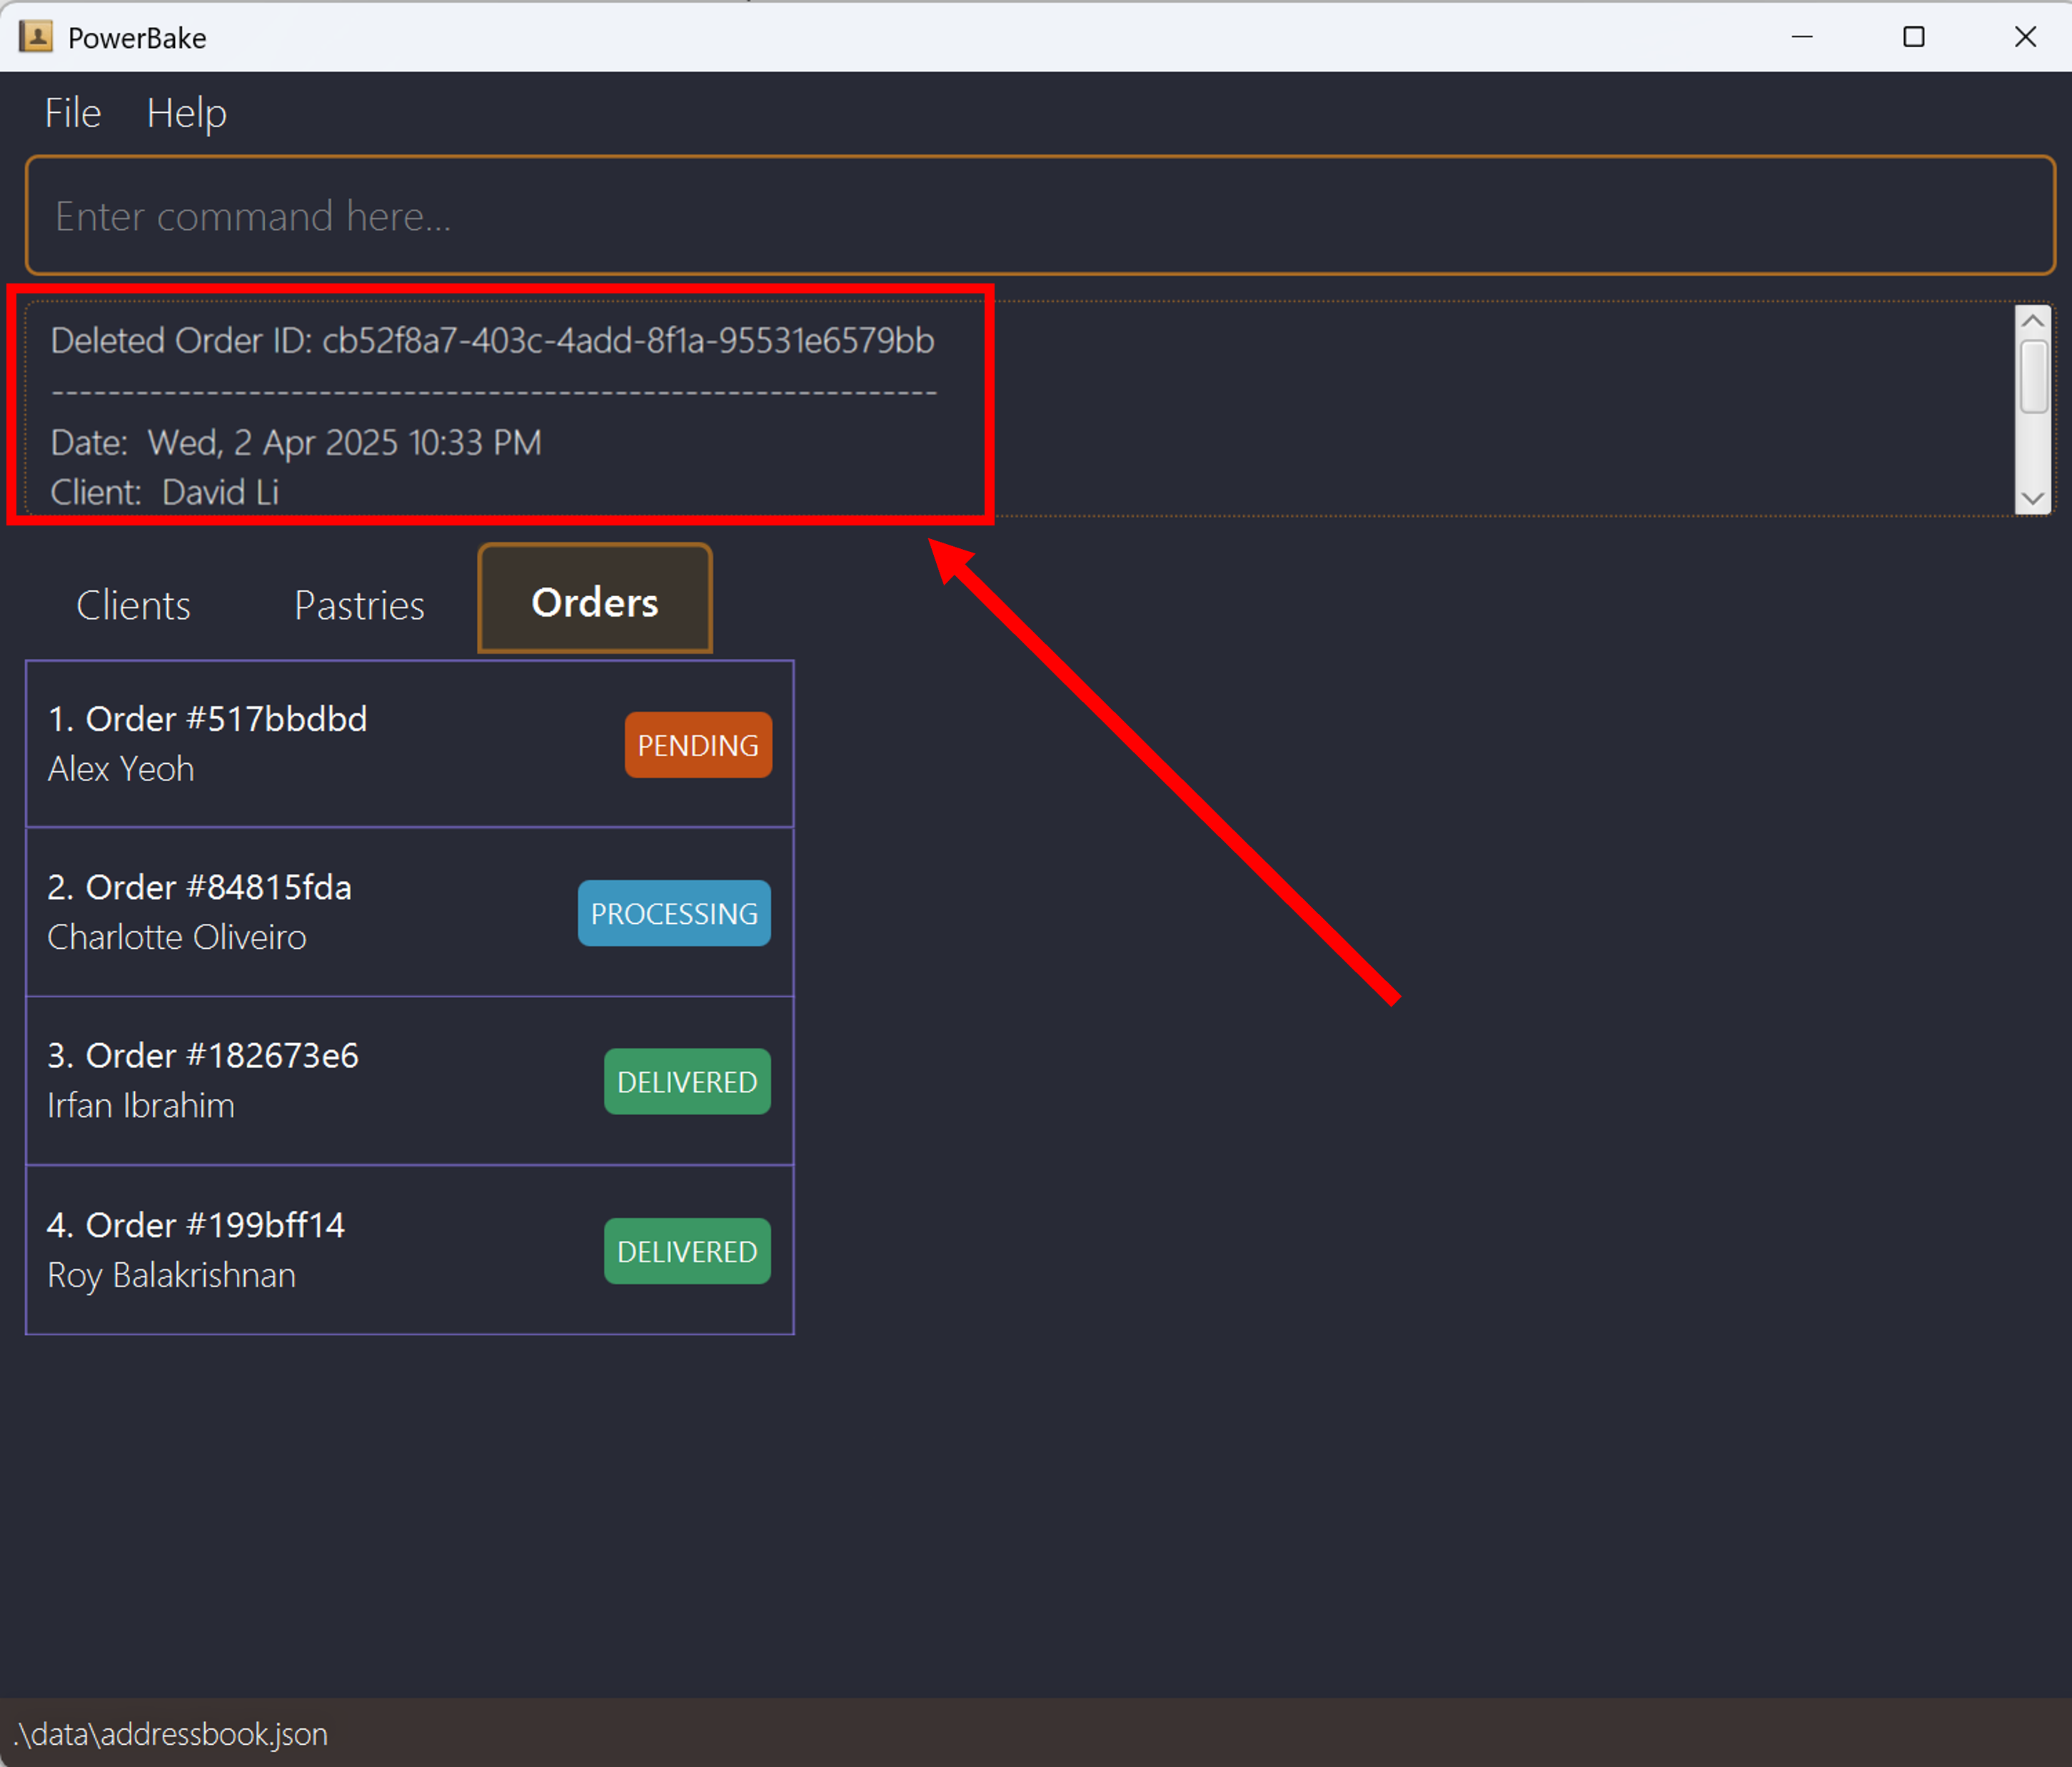 PowerBake
File Help
Enter command here...
Deleted Order ID: cb52f8a7-403c-4add-8f1a-95531e6579bb
---------------------------------------------------------------
Date: Wed, 2 Apr 2025 10:33 PM
Client: David Li
Clients Pastries Orders
1. Order #517bbdbd
Alex Yeoh
PENDING
2. Order #84815fda
Charlotte Oliveiro
PROCESSING
3. Order #182673e6
Irfan Ibrahim
DELIVERED
4. Order #199bff14
Roy Balakrishnan
DELIVERED
.\data\addressbook.json